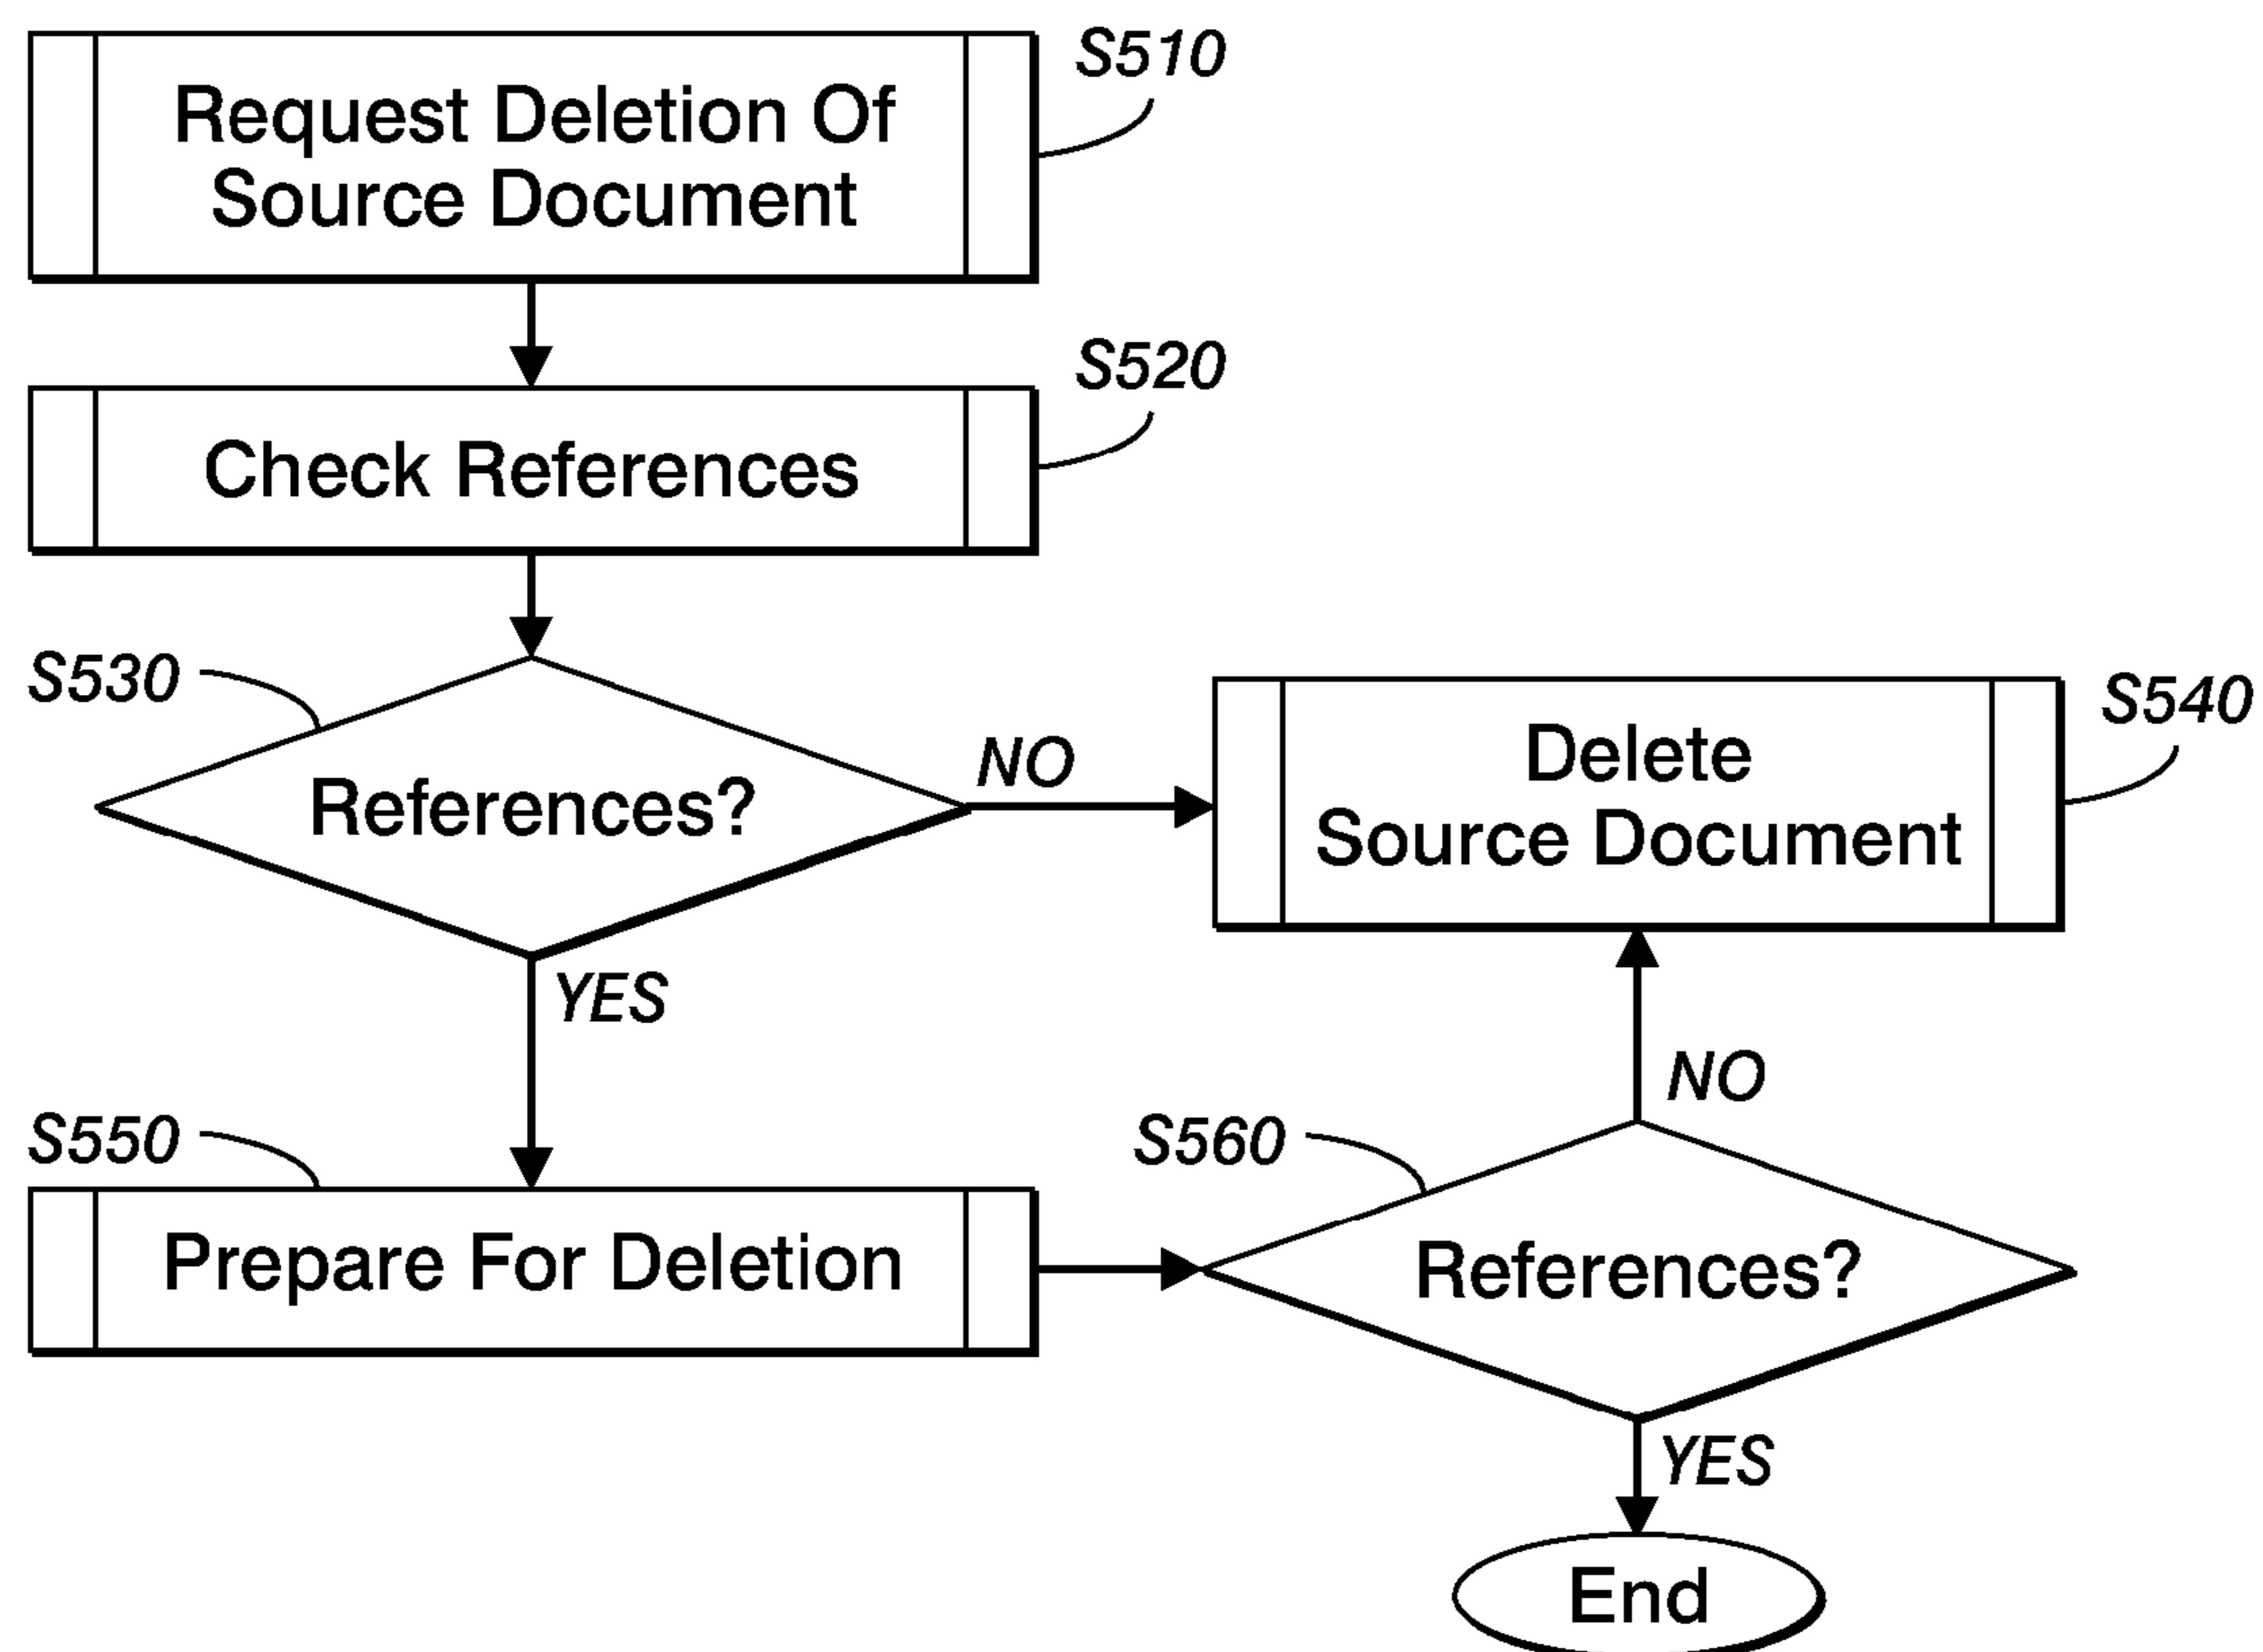 Request Deletion Of
Source Document
S510
Check References
S520
S530
References?
NO
YES
Delete
Source Document
S540
S550
Prepare For Deletion
S560
References?
NO
YES
End